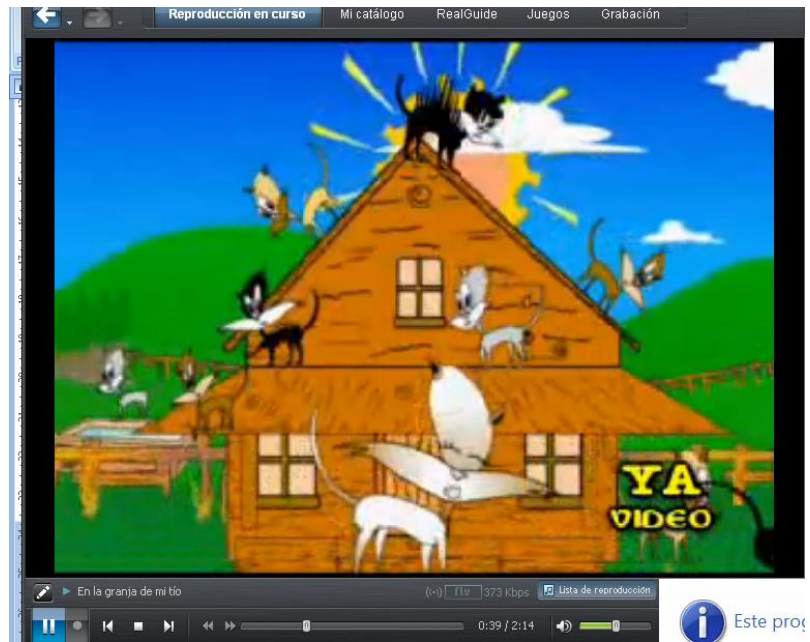 Reproducción en curso Mi catálogo RealGuide Juegos Grabación
YA
VIDEO
En la granja de mi tío
flv 373 Kbps Lista de reproducción
0:39 / 2:14
Este prog